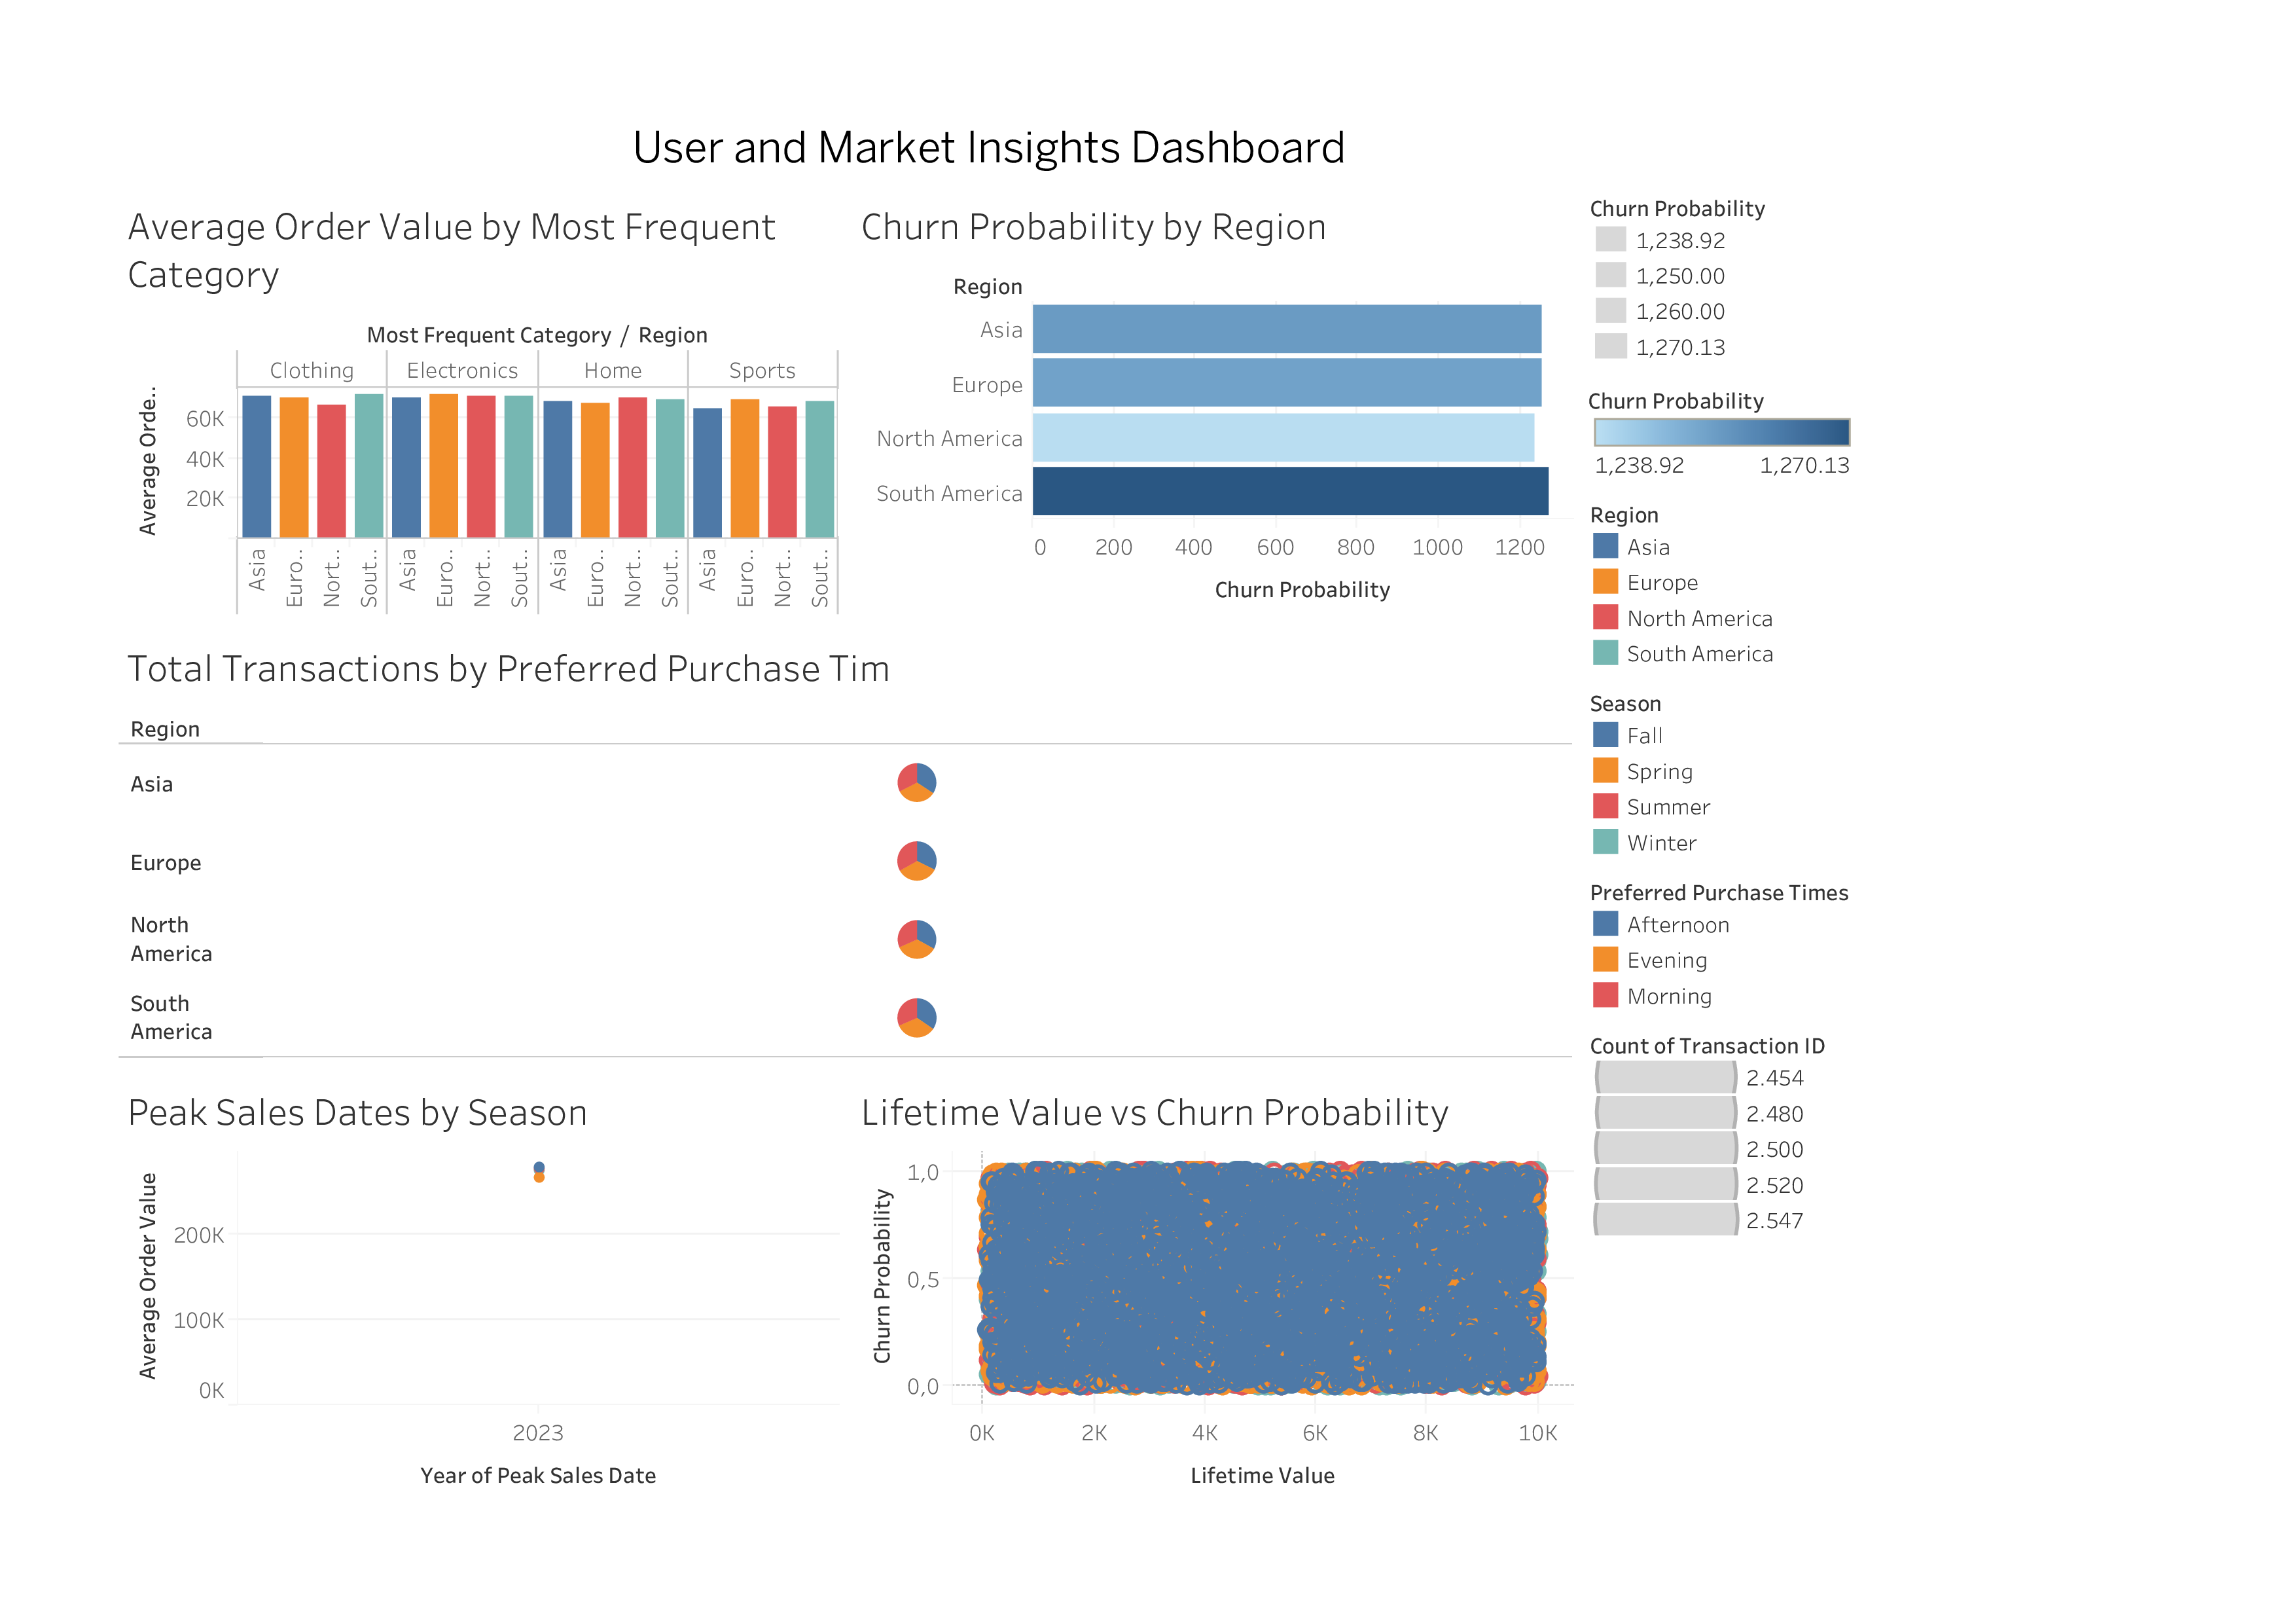 User and Market Insights Dashboard
Average Order Value by Most Frequent
Category
Most Frequent Category / Region
Clothing Electronics Home Sports
Average Orde..
60K
40K
20K
Asia Euro.. Nort.. Sout.. Asia Euro.. Nort.. Sout.. Asia Euro.. Nort.. Sout.. Asia Euro.. Nort.. Sout..
Churn Probability by Region
Region
Asia
Europe
North America
South America
0 200 400 600 800 1000 1200
Churn Probability
Total Transactions by Preferred Purchase Tim
Region
Asia
Europe
North
America
South
America
Peak Sales Dates by Season
Average Order Value
200K
100K
0K
2023
Year of Peak Sales Date
Lifetime Value vs Churn Probability
Churn Probability
1,0
0,5
0,0
0K 2K 4K 6K 8K 10K
Lifetime Value
Churn Probability
1,238.92
1,250.00
1,260.00
1,270.13
Churn Probability
1,238.92 1,270.13
Region
Asia
Europe
North America
South America
Season
Fall
Spring
Summer
Winter
Preferred Purchase Times
Afternoon
Evening
Morning
Count of Transaction ID
2.454
2.480
2.500
2.520
2.547